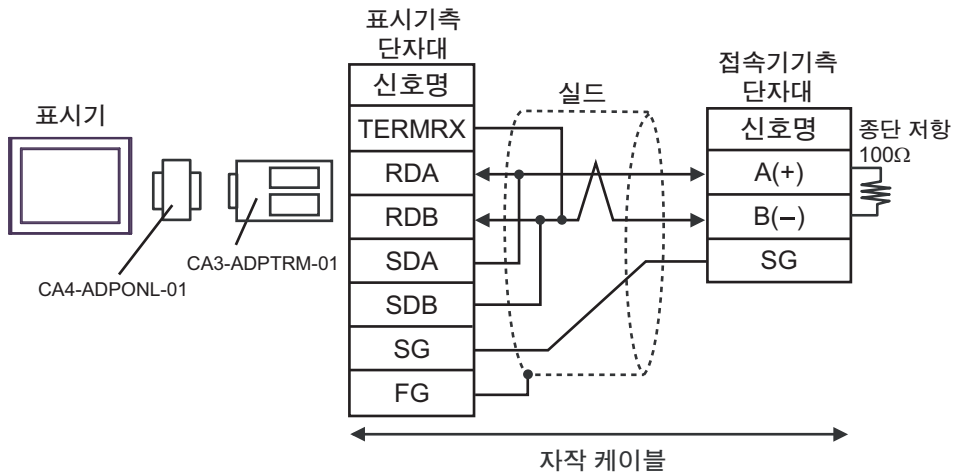 표시기
CA4-ADPONL-01
CA3-ADPTRM-01
표시기측
단자대
신호명
TERMRX
RDA
RDB
SDA
SDB
SG
FG
실드
접속기기측
단자대
신호명
A(+)
B(−)
SG
종단 저항
100Ω
자작 케이블